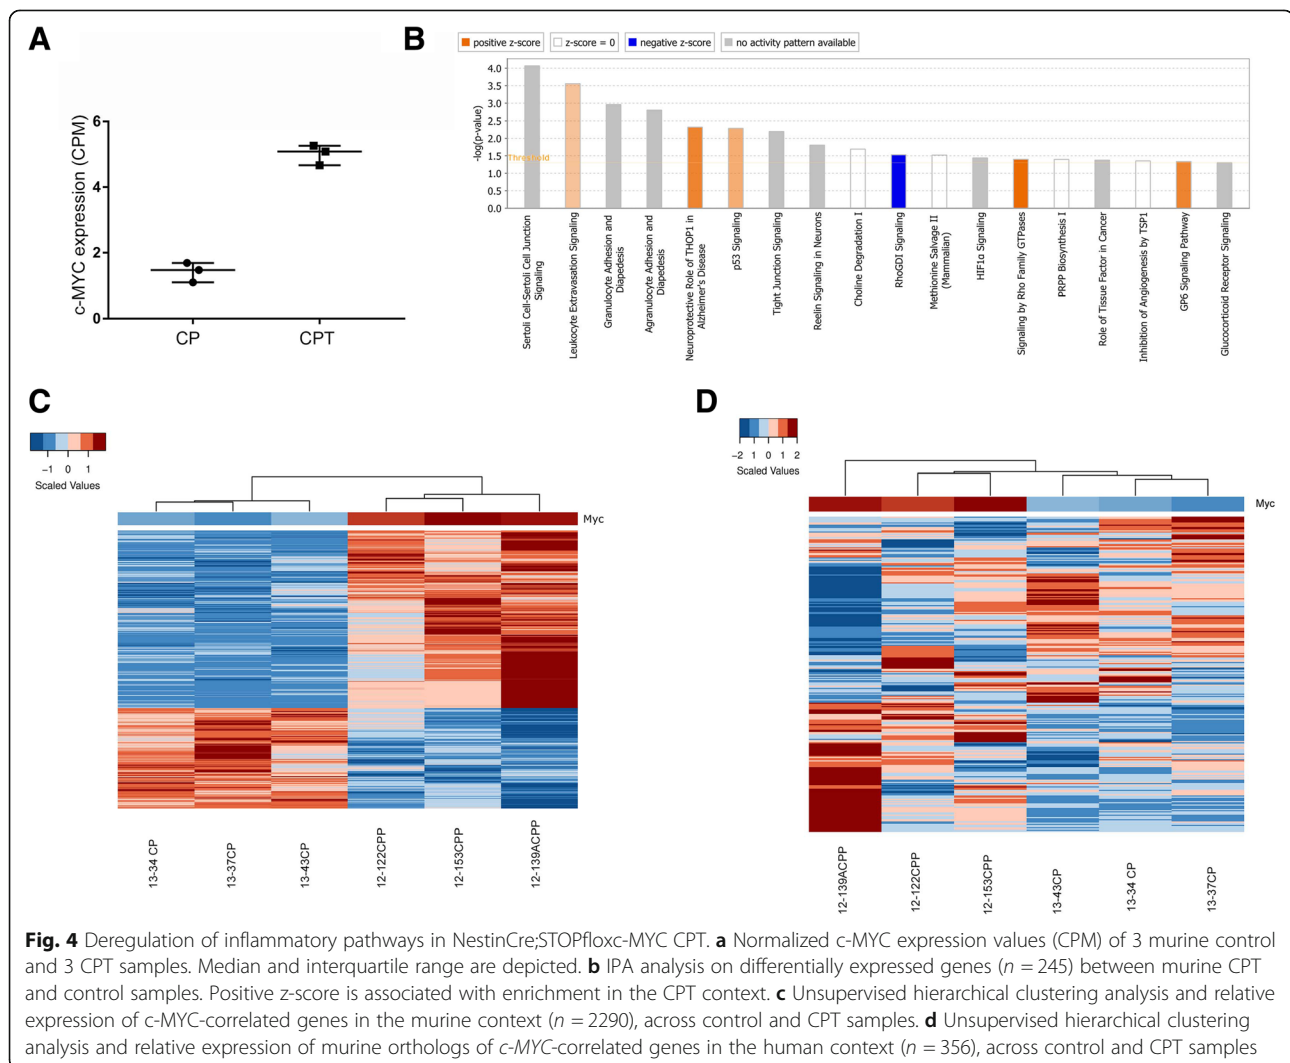 A
c-MYC expression (CPM)
6
4
2
0
CP
CPT
B
positive z-score
z-score = 0
negative z-score
no activity pattern available
-log(p-value)
4.0
3.5
3.0
2.5
2.0
1.5
1.0
0.5
0.0
Threshold
Sertoli Cell-Sertoli Cell Junction
Signaling
Leukocyte Extravasation Signaling
Granulocyte Adhesion and
Diapedesis
Agranulocyte Adhesion and
Diapedesis
Neuroprotective Role of THOP1 in
Alzheimer's Disease
p53 Signaling
Tight Junction Signaling
Reelin Signaling in Neurons
Choline Degradation I
RhoGDI Signaling
Methionine Salvage II
(Mammalian)
HIF1α Signaling
Signaling by Rho Family GTPases
PRPP Biosynthesis I
Role of Tissue Factor in Cancer
Inhibition of Angiogenesis by TSP1
GP6 Signaling Pathway
Glucocorticoid Receptor Signaling
C
−1 0 1
Scaled Values
Myc
13-34 CP
13-37CP
13-43CP
12-122CPP
12-153CPP
12-139ACPP
D
−2 −1 0 1 2
Scaled Values
Myc
12-139ACPP
12-122CPP
12-153CPP
13-43CP
13-34 CP
13-37CP
Fig. 4 Deregulation of inflammatory pathways in NestinCre;STOPfloxc-MYC CPT. a Normalized c-MYC expression values (CPM) of 3 murine control
and 3 CPT samples. Median and interquartile range are depicted. b IPA analysis on differentially expressed genes (n = 245) between murine CPT
and control samples. Positive z-score is associated with enrichment in the CPT context. c Unsupervised hierarchical clustering analysis and relative
expression of c-MYC-correlated genes in the murine context (n = 2290), across control and CPT samples. d Unsupervised hierarchical clustering
analysis and relative expression of murine orthologs of c-MYC-correlated genes in the human context (n = 356), across control and CPT samples